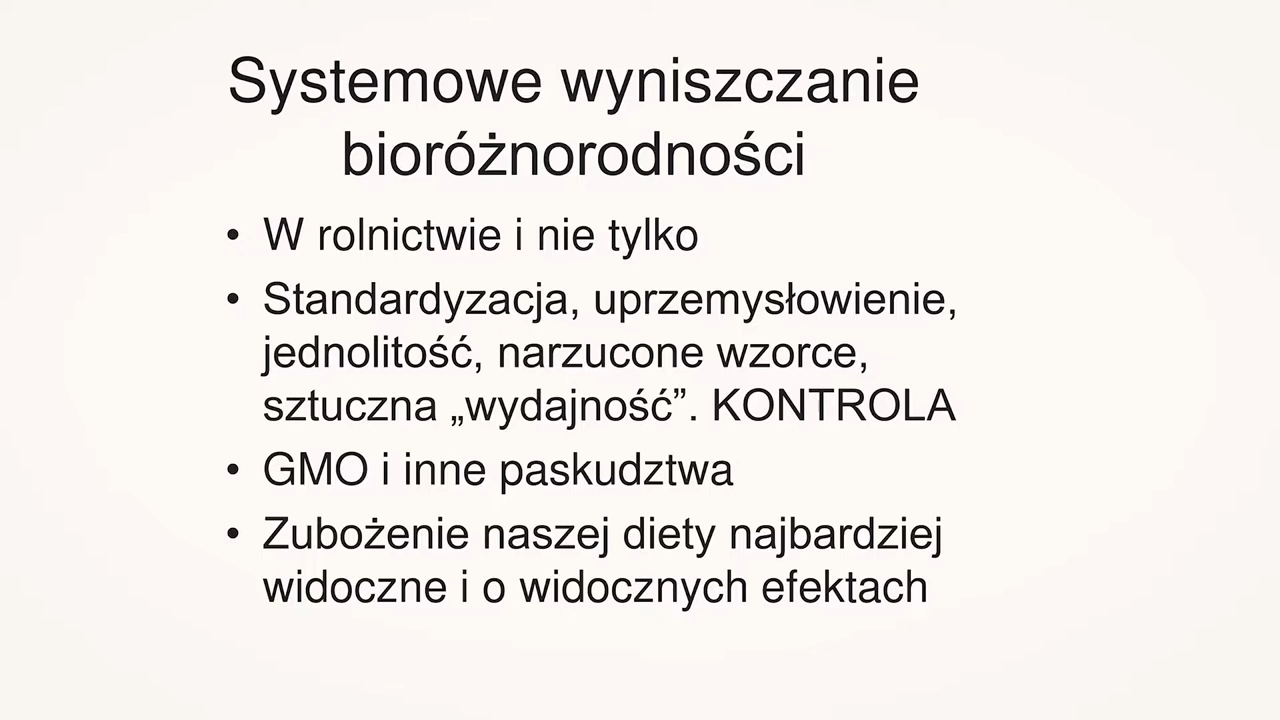 Systemowe wyniszczanie
bioróżnorodności
• W rolnictwie i nie tylko
• Standardyzacja, uprzemysłowienie,
jednolitość, narzucone wzorce,
sztuczna „wydajność”. KONTROLA
• GMO i inne paskudztwa
• Zubożenie naszej diety najbardziej
widoczne i o widocznych efektach